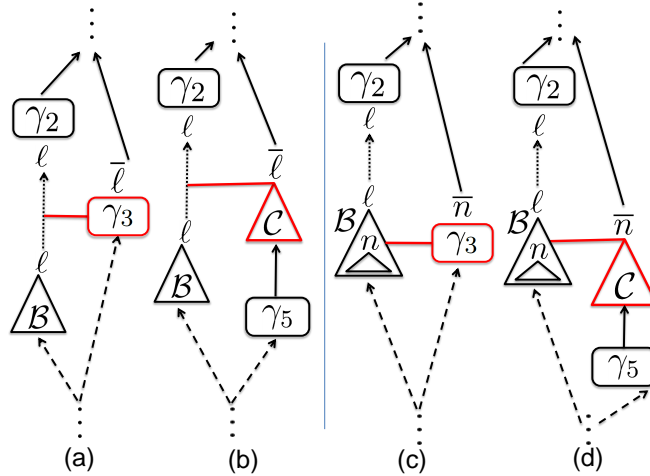 γ₂ γ₂ γ₂ γ₂
ℓ ℓ ℓ ℓ
ℓ̅ ℓ̅
γ₃ C
ℓ ℓ ℓ n̅ ℓ n̅
B n γ₃ B n
B B C
γ₅ γ₅
(a) (b) (c) (d)